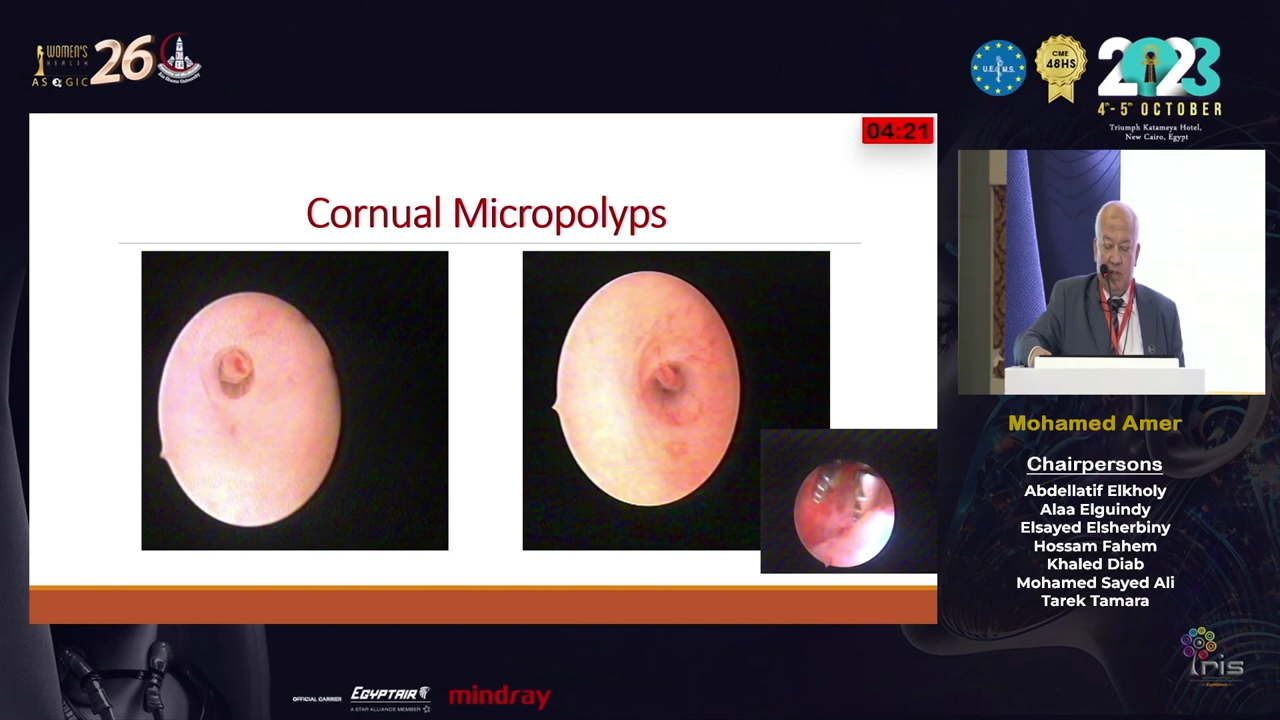 WOMEN'S
HEALTH
ASOGIC
26
U.E.M.S.
CME
48HS
2023
4th- 5th OCTOBER
Triumph Katameya Hotel,
New Cairo, Egypt
04:21
Cornual Micropolyps
Mohamed Amer
Chairpersons
Abdellatif Elkholy
Alaa Elguindy
Elsayed Elsherbiny
Hossam Fahem
Khaled Diab
Mohamed Sayed Ali
Tarek Tamara
OFFICIAL CARRIER
EGYPTAIR
A STAR ALLIANCE MEMBER
mindray
Iris